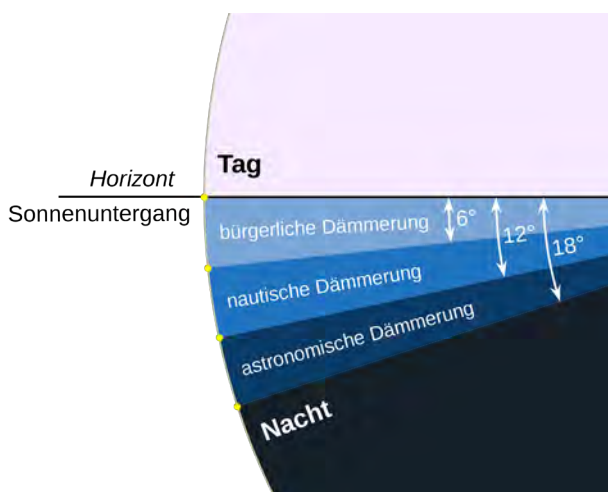 Tag
Horizont
Sonnenuntergang
bürgerliche Dämmerung
6°
nautische Dämmerung
12°
astronomische Dämmerung
18°
Nacht